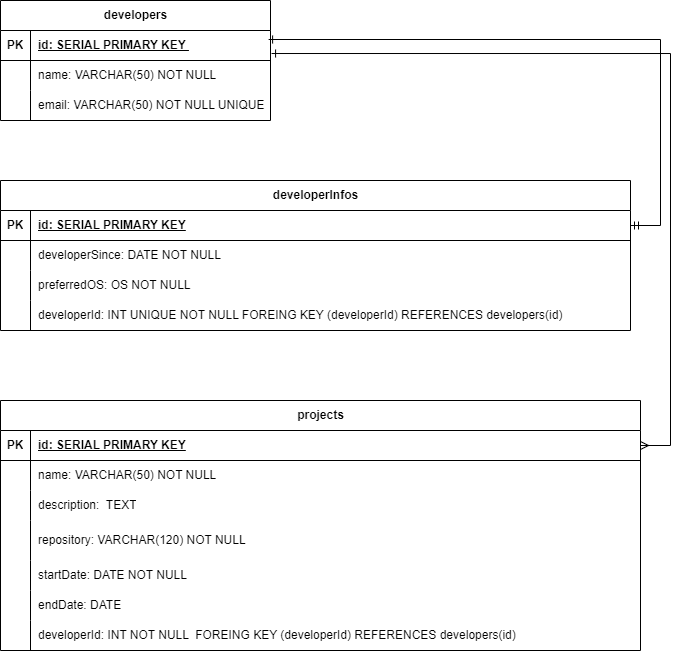 developers
PK id: SERIAL PRIMARY KEY
name: VARCHAR(50) NOT NULL
email: VARCHAR(50) NOT NULL UNIQUE
developerInfos
PK id: SERIAL PRIMARY KEY
developerSince: DATE NOT NULL
preferredOS: OS NOT NULL
developerId: INT UNIQUE NOT NULL FOREING KEY (developerId) REFERENCES developers(id)
projects
PK id: SERIAL PRIMARY KEY
name: VARCHAR(50) NOT NULL
description: TEXT
repository: VARCHAR(120) NOT NULL
startDate: DATE NOT NULL
endDate: DATE
developerId: INT NOT NULL FOREING KEY (developerId) REFERENCES developers(id)